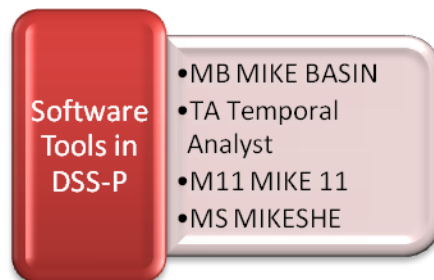 Software
Tools in
DSS-P
•MB MIKE BASIN
•TA Temporal
Analyst
•M11 MIKE 11
•MS MIKESHE